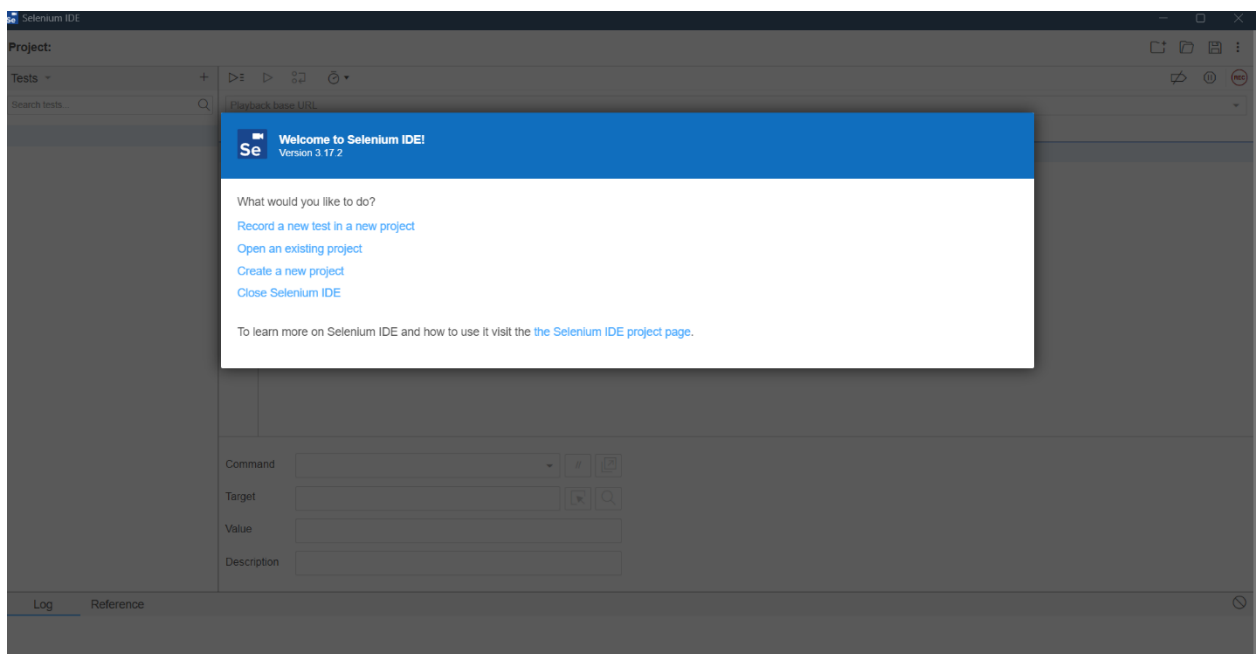 Se Selenium IDE
Project:
Tests
Search tests...
Playback base URL
REC
Se
Welcome to Selenium IDE!
Version 3.17.2
What would you like to do?
Record a new test in a new project
Open an existing project
Create a new project
Close Selenium IDE
To learn more on Selenium IDE and how to use it visit the the Selenium IDE project page.
Command
//
Target
Value
Description
Log Reference